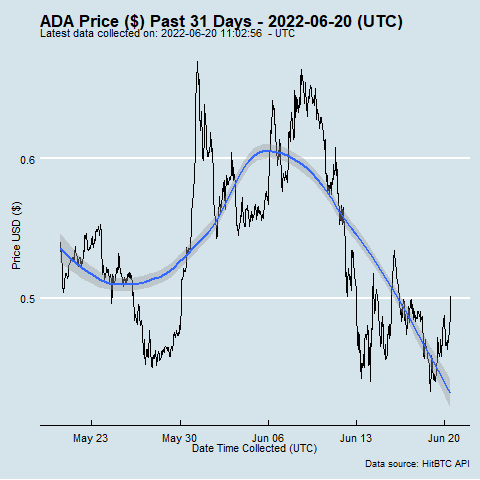 ADA Price ($) Past 31 Days - 2022-06-20 (UTC)
Latest data collected on: 2022-06-20 11:02:56 - UTC
Price USD ($)
0.6
0.5
May 23
May 30
Jun 06
Jun 13
Jun 20
Date Time Collected (UTC)
Data source: HitBTC API